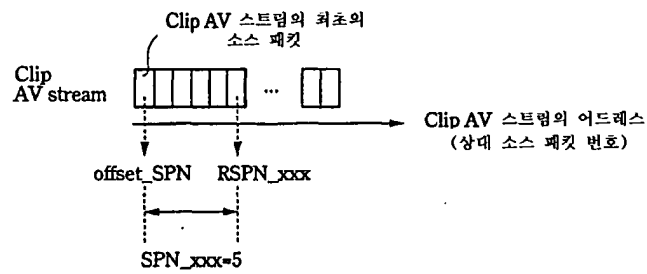 Clip AV 스트림의 최초의
소스 패킷
Clip
AV stream
...
Clip AV 스트림의 어드레스
(상대 소스 패킷 번호)
offset_SPN
RSPN_xxx
SPN_xxx=5